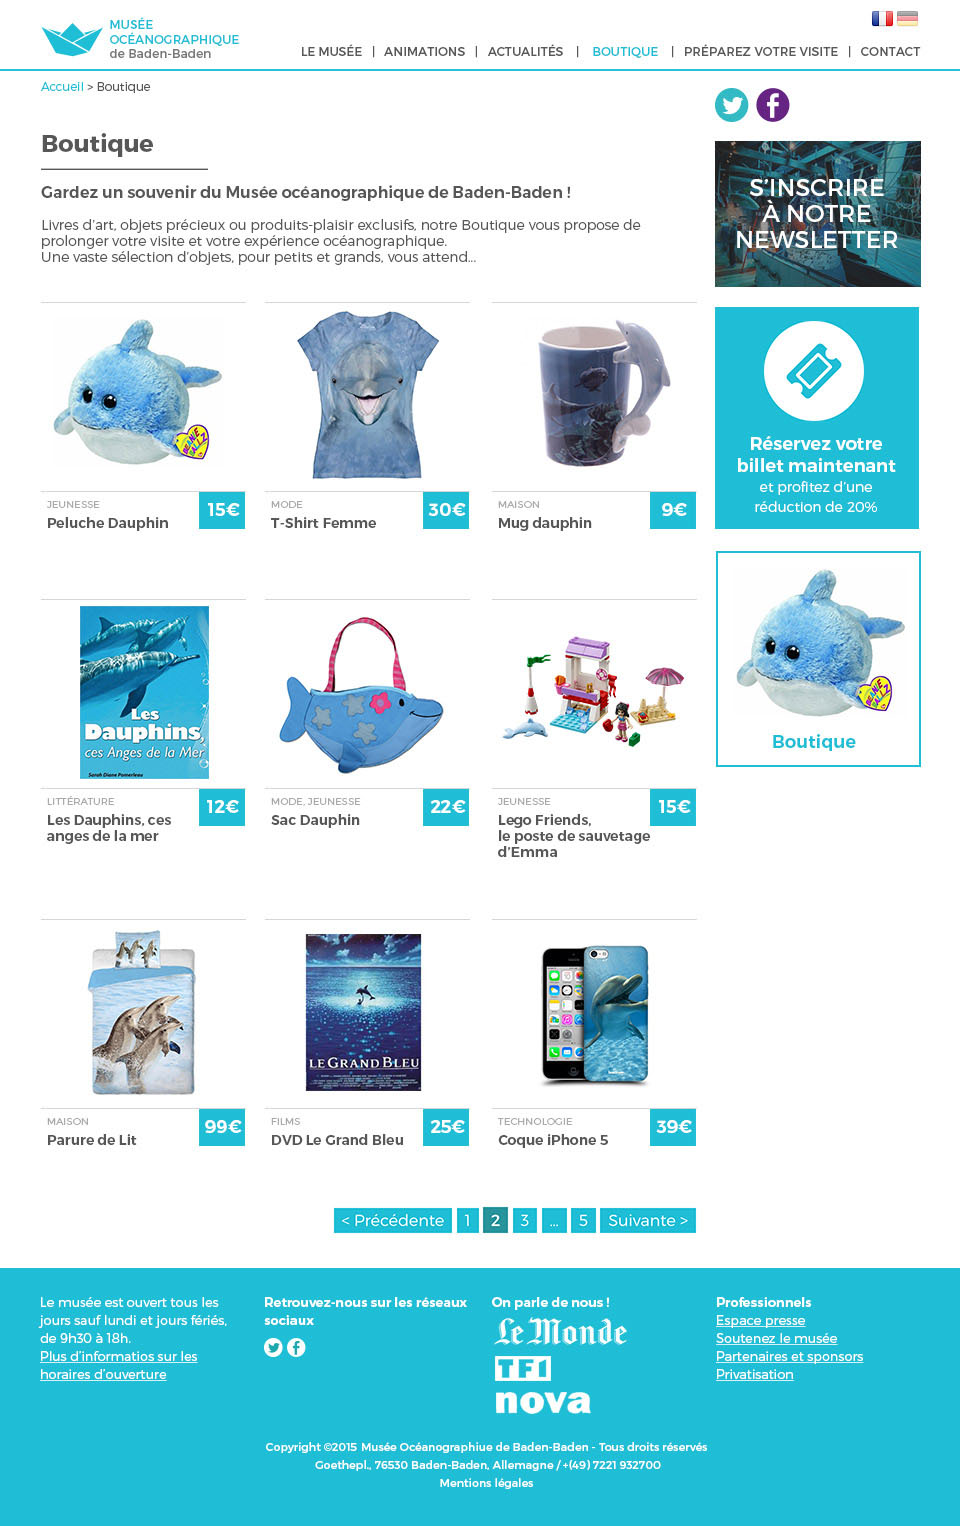 MUSÉE
OCÉANOGRAPHIQUE
de Baden-Baden
LE MUSÉE | ANIMATIONS | ACTUALITÉS | BOUTIQUE | PRÉPAREZ VOTRE VISITE | CONTACT
Accueil > Boutique
Boutique
Gardez un souvenir du Musée océanographique de Baden-Baden !
Livres d'art, objets précieux ou produits-plaisir exclusifs, notre Boutique vous propose de
prolonger votre visite et votre expérience océanographique.
Une vaste sélection d'objets, pour petits et grands, vous attend...
S'INSCRIRE
À NOTRE
NEWSLETTER
Réservez votre
billet maintenant
et profitez d'une
réduction de 20%
Boutique
JEUNESSE
Peluche Dauphin
15€
MODE
T-Shirt Femme
30€
MAISON
Mug dauphin
9€
Les
Dauphins,
ces Anges de la Mer
Sarah Diane Pomerleau
LITTÉRATURE
Les Dauphins, ces
anges de la mer
12€
MODE, JEUNESSE
Sac Dauphin
22€
JEUNESSE
Lego Friends,
le poste de sauvetage
d'Emma
15€
LE GRAND BLEU
MAISON
Parure de Lit
99€
FILMS
DVD Le Grand Bleu
25€
TECHNOLOGIE
Coque iPhone 5
39€
< Précédente 1 2 3 ... 5 Suivante >
Le musée est ouvert tous les
jours sauf lundi et jours fériés,
de 9h30 à 18h.
Plus d'informatios sur les
horaires d'ouverture
Retrouvez-nous sur les réseaux
sociaux
On parle de nous !
Le Monde
TF1
nova
Professionnels
Espace presse
Soutenez le musée
Partenaires et sponsors
Privatisation
Copyright ©2015 Musée Océanographiue de Baden-Baden - Tous droits réservés
Goethepl., 76530 Baden-Baden, Allemagne / +(49) 7221 932700
Mentions légales